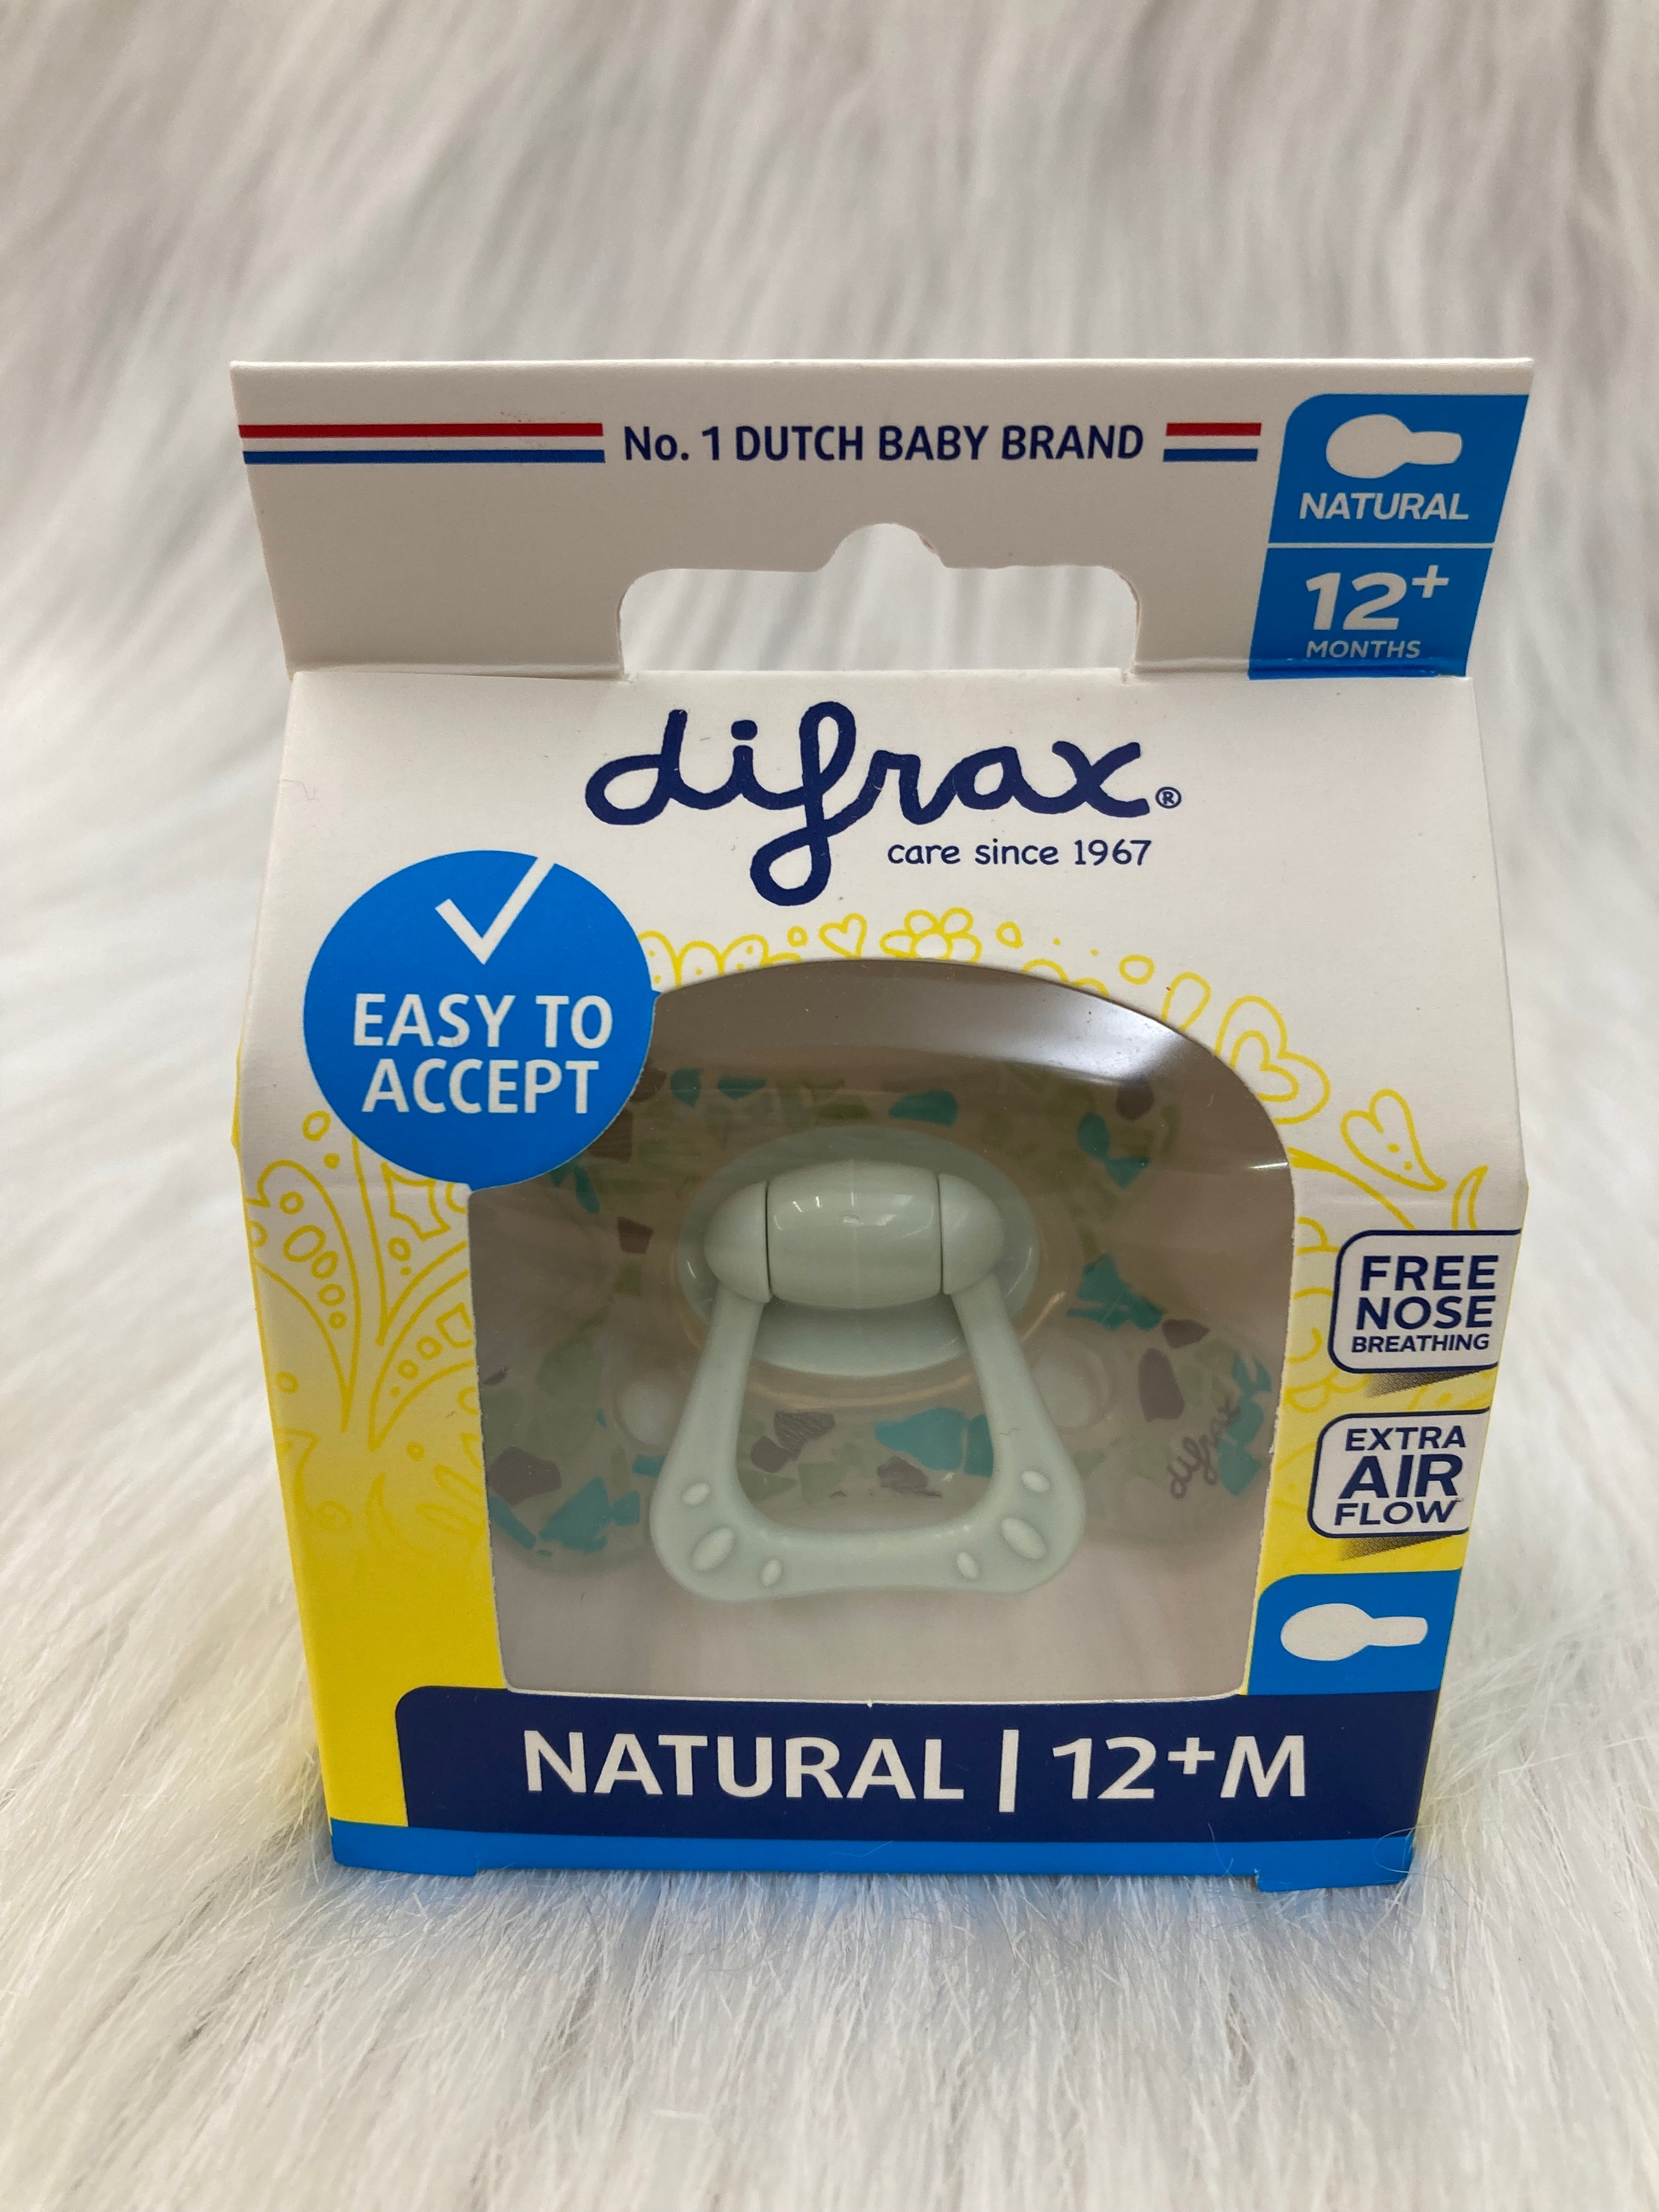 No. 1 DUTCH BABY BRAND
NATURAL
12+
MONTHS
difrax®
care since 1967
EASY TO
ACCEPT
FREE
NOSE
BREATHING
difrax
EXTRA
AIR
FLOW
NATURAL | 12+M